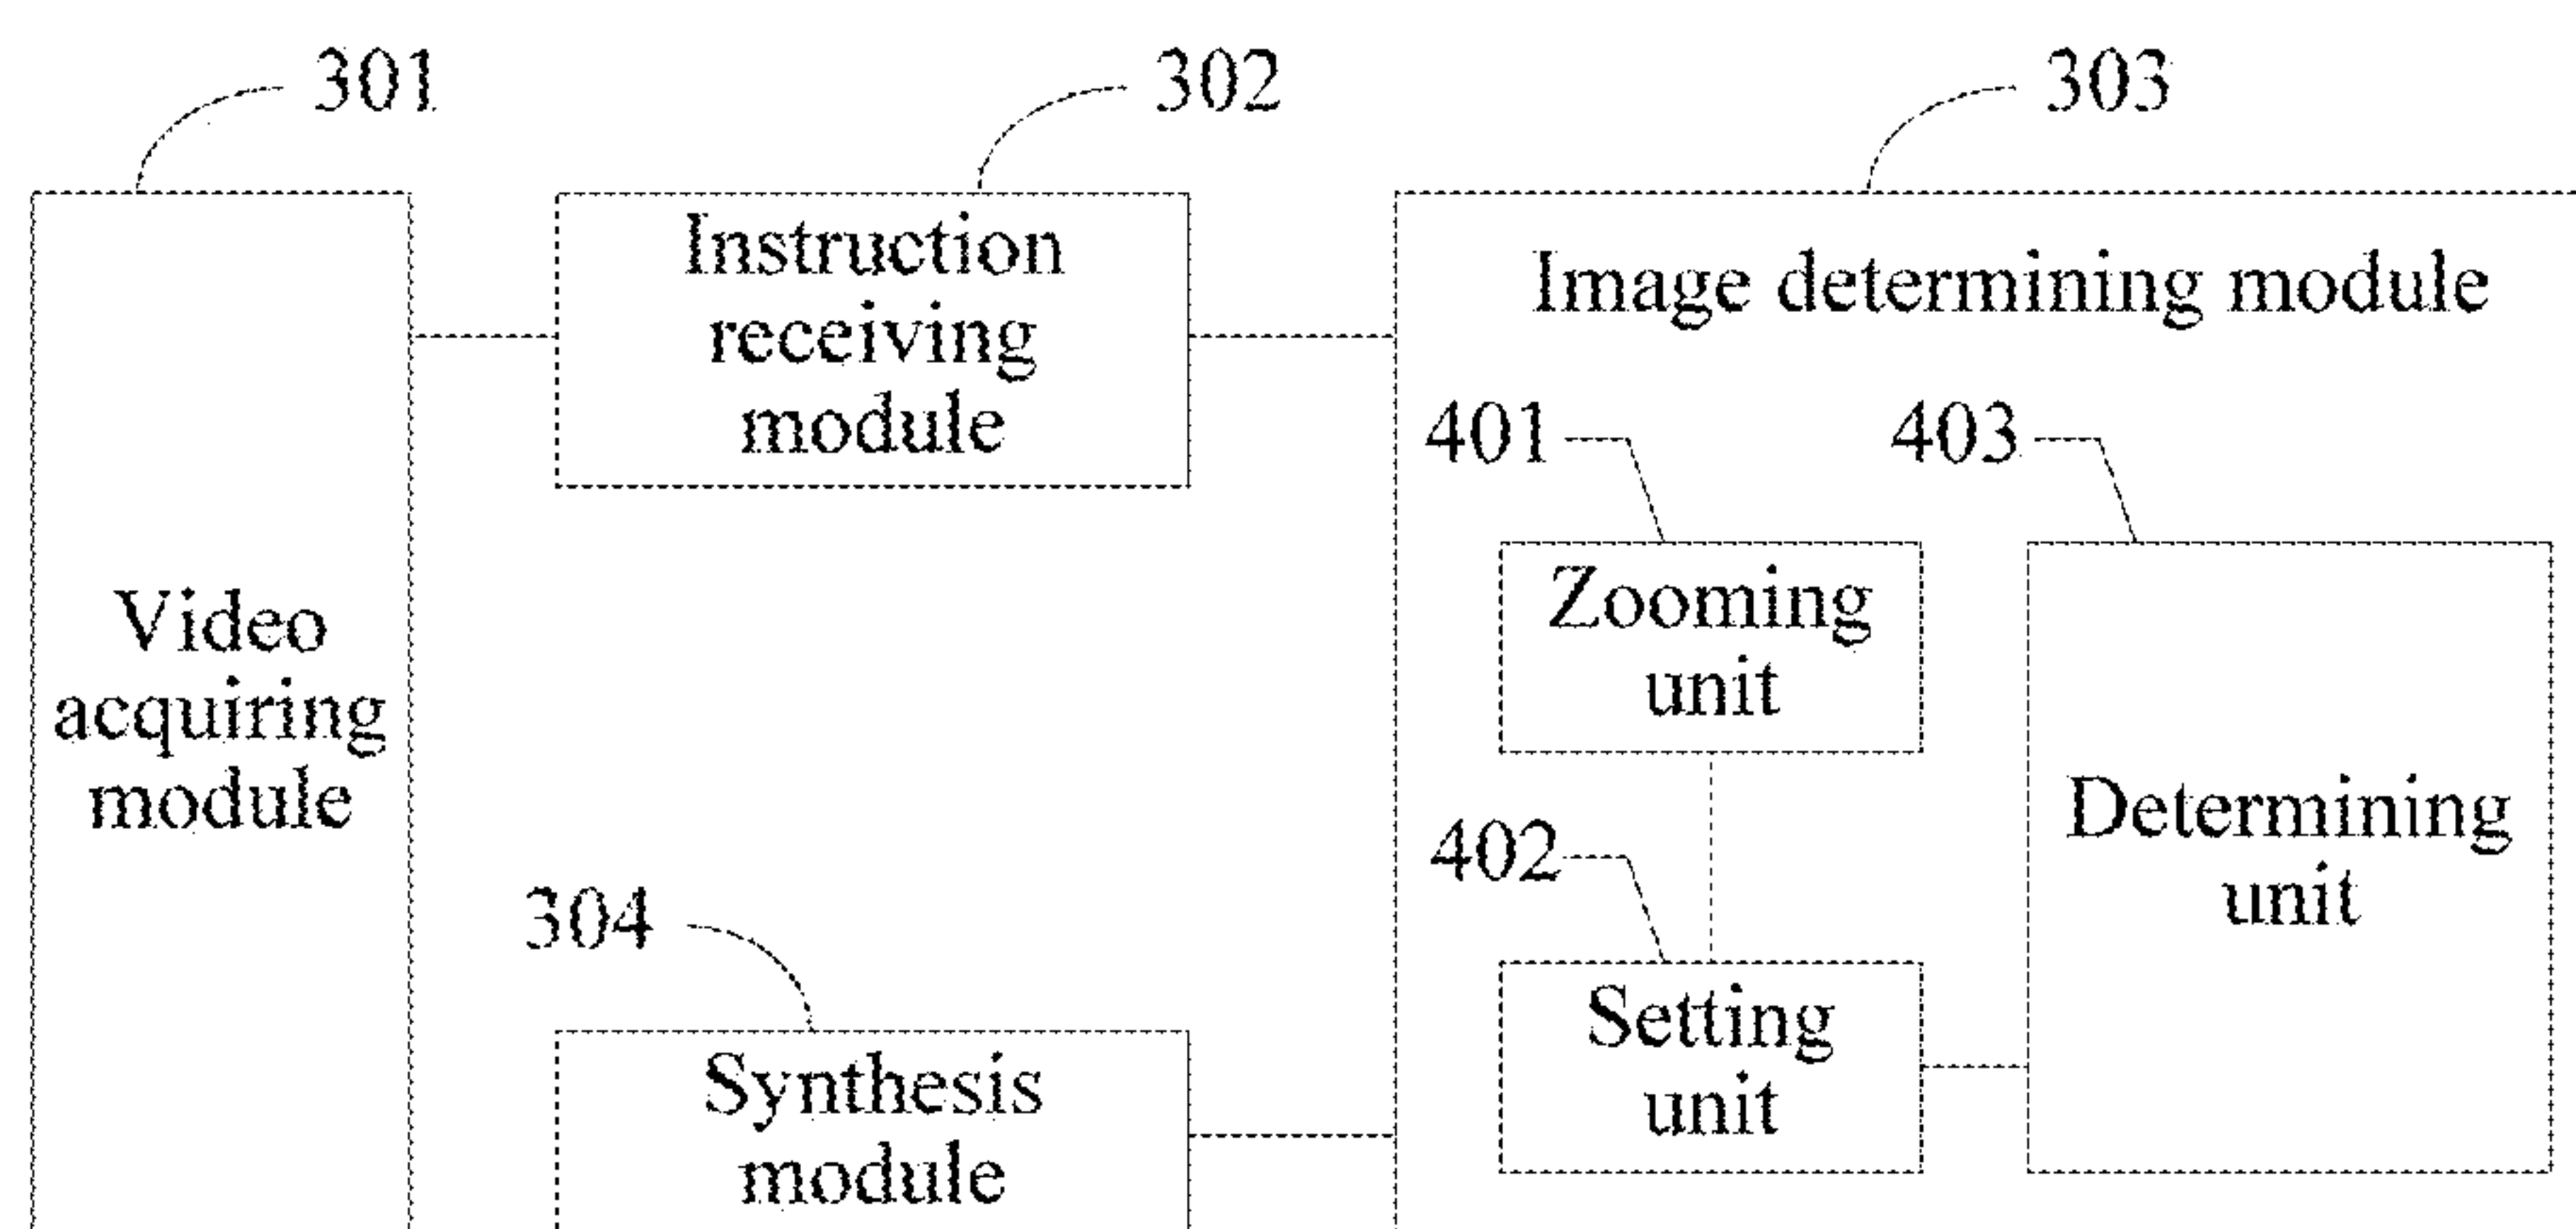 301
302
303
Instruction
receiving
module
Image determining module
401
403
Video
acquiring
module
Zooming
unit
Determining
unit
402
304
Setting
unit
Synthesis
module